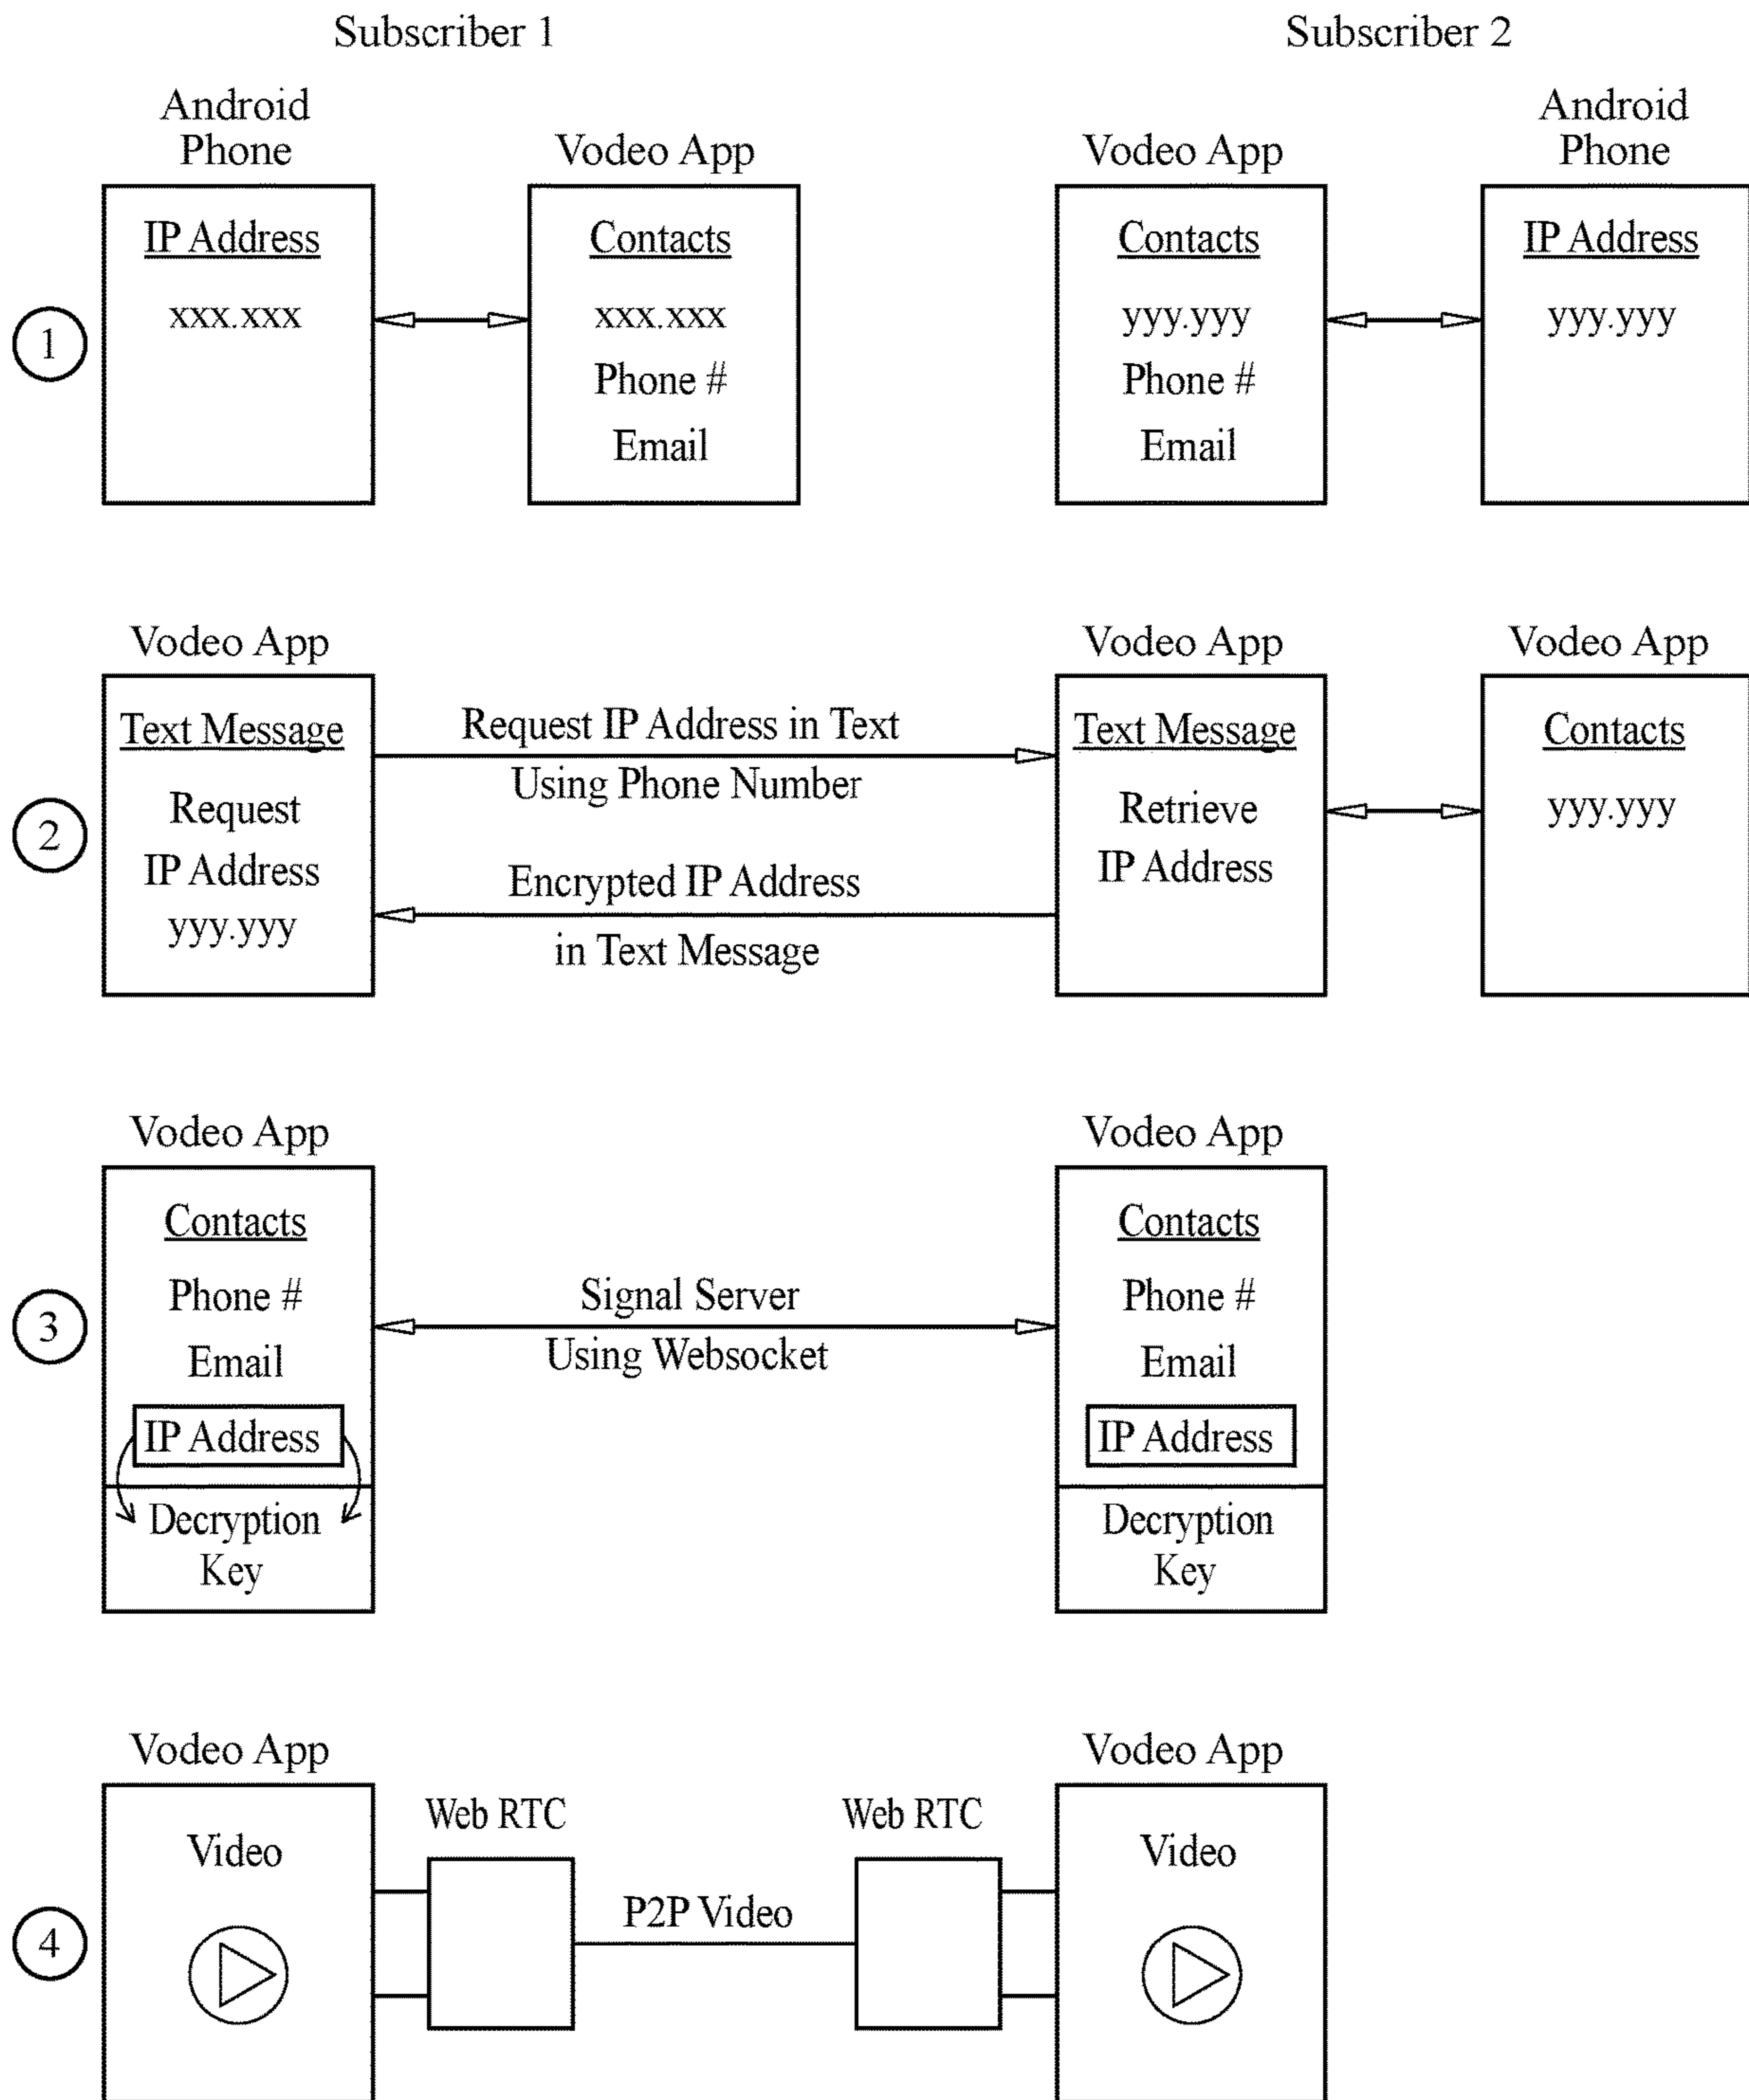 Subscriber 1
Subscriber 2
Android
Phone
Vodeo App
Vodeo App
Android
Phone
1
IP Address
xxx.xxx
Contacts
xxx.xxx
Phone #
Email
Contacts
yyy.yyy
Phone #
Email
IP Address
yyy.yyy
Vodeo App
Vodeo App
Vodeo App
2
Text Message
Request
IP Address
yyy.yyy
Request IP Address in Text
Using Phone Number
Encrypted IP Address
in Text Message
Text Message
Retrieve
IP Address
Contacts
yyy.yyy
Vodeo App
Vodeo App
3
Contacts
Phone #
Email
IP Address
Decryption
Key
Signal Server
Using Websocket
Contacts
Phone #
Email
IP Address
Decryption
Key
Vodeo App
Vodeo App
4
Video
Web RTC
P2P Video
Web RTC
Video